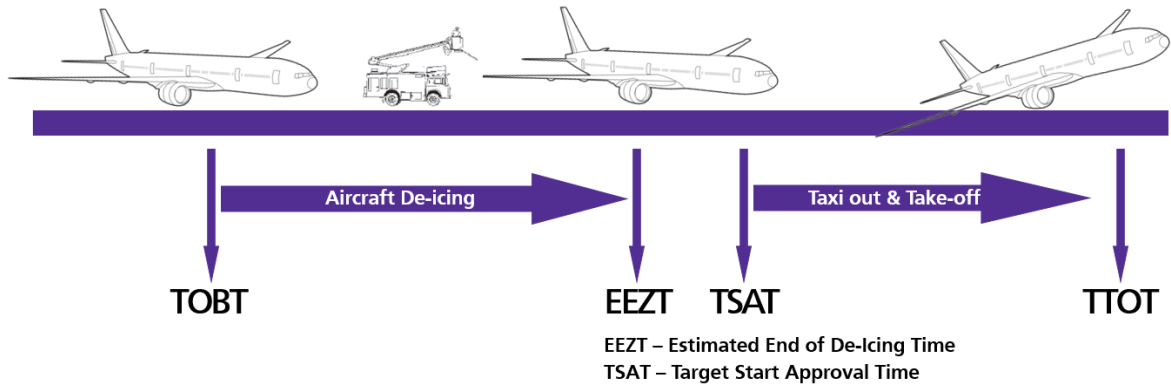 Aircraft De-icing
Taxi out & Take-off
TOBT
EEZT
TSAT
TTOT
EEZT – Estimated End of De-Icing Time
TSAT – Target Start Approval Time